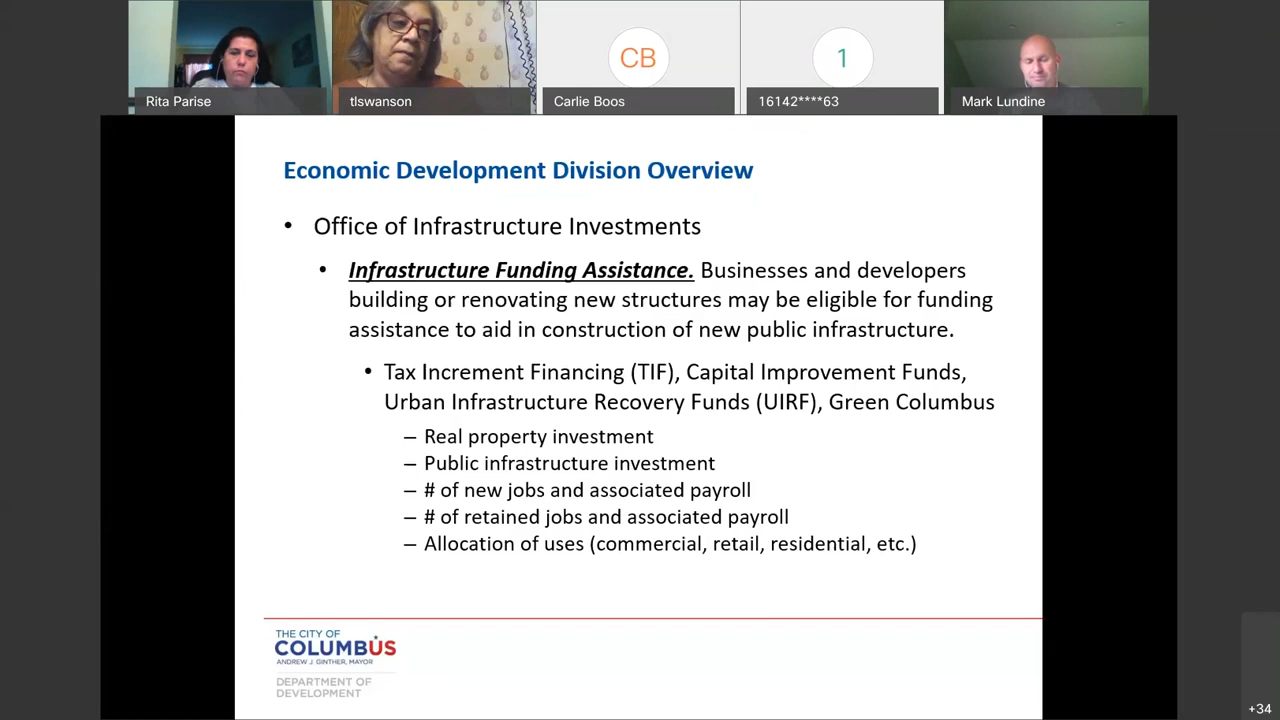 CB
1
Rita Parise
tlswanson
Carlie Boos
16142****63
Mark Lundine
Economic Development Division Overview
• Office of Infrastructure Investments
• Infrastructure Funding Assistance. Businesses and developers
building or renovating new structures may be eligible for funding
assistance to aid in construction of new public infrastructure.
• Tax Increment Financing (TIF), Capital Improvement Funds,
Urban Infrastructure Recovery Funds (UIRF), Green Columbus
– Real property investment
– Public infrastructure investment
– # of new jobs and associated payroll
– # of retained jobs and associated payroll
– Allocation of uses (commercial, retail, residential, etc.)
THE CITY OF
COLUMBUS
ANDREW J. GINTHER, MAYOR
DEPARTMENT OF
DEVELOPMENT
+34